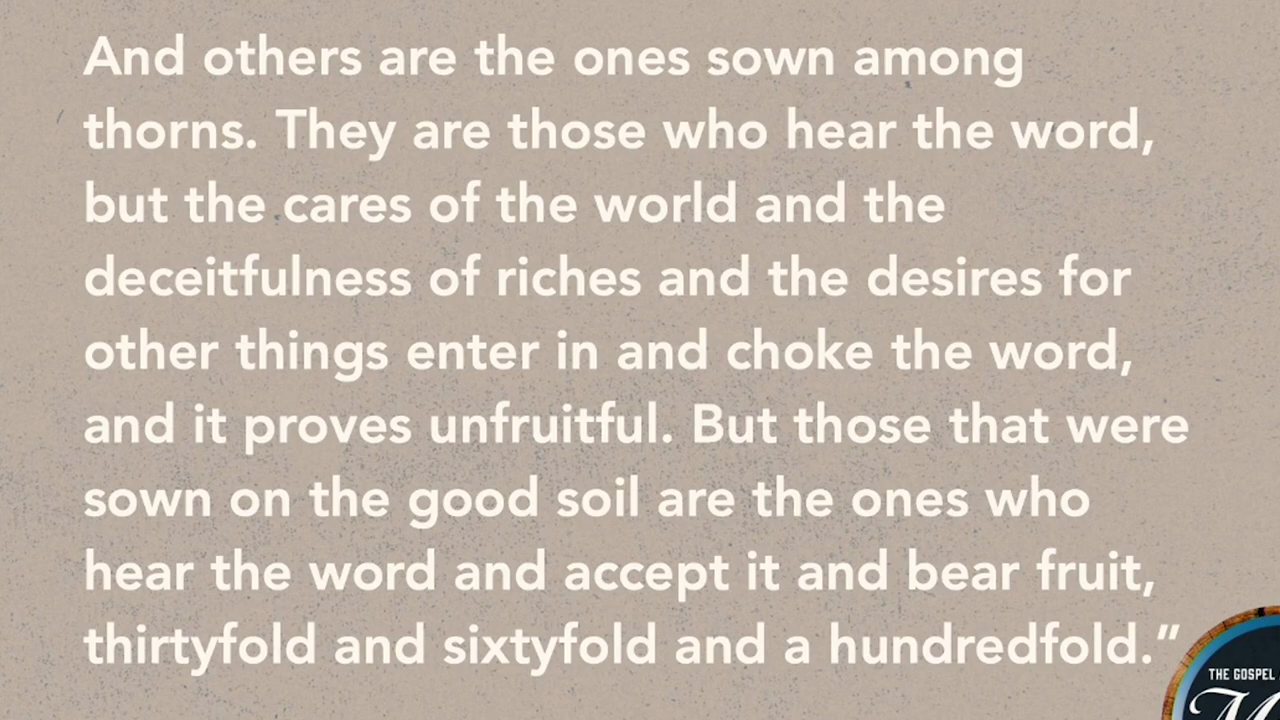 And others are the ones sown among
thorns. They are those who hear the word,
but the cares of the world and the
deceitfulness of riches and the desires for
other things enter in and choke the word,
and it proves unfruitful. But those that were
sown on the good soil are the ones who
hear the word and accept it and bear fruit,
thirtyfold and sixtyfold and a hundredfold.”
THE GOSPEL